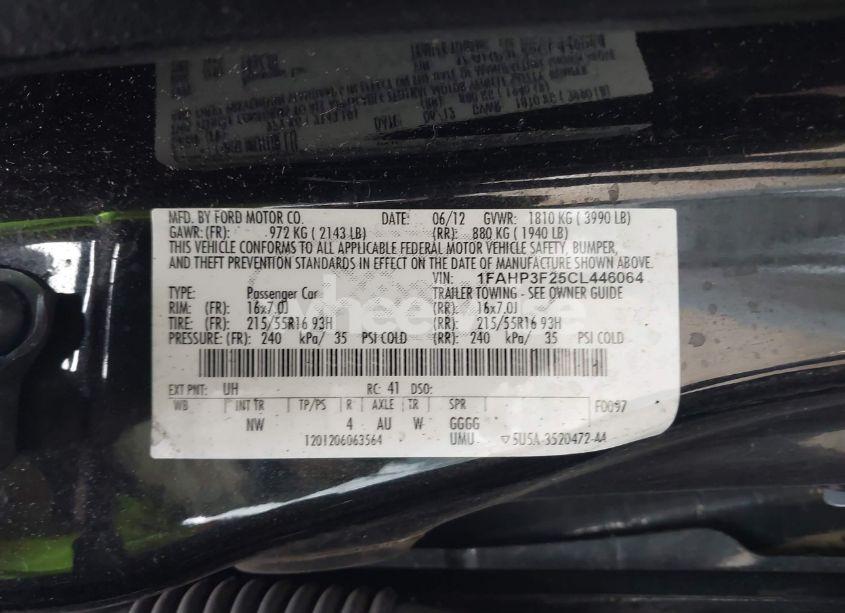 MFD. BY FORD MOTOR CO. DATE: 06/12 GVWR: 1810 KG ( 3990 LB)
GAWR: (FR): 972 KG ( 2143 LB) (RR): 880 KG ( 1940 LB)
THIS VEHICLE CONFORMS TO ALL APPLICABLE FEDERAL MOTOR VEHICLE SAFETY, BUMPER,
AND THEFT PREVENTION STANDARDS IN EFFECT ON THE DATE OF MANUFACTURE SHOWN ABOVE.
VIN: 1FAHP3F25CL446064
TYPE: Passenger Car TRAILER TOWING - SEE OWNER GUIDE
RIM: (FR): 16x7.0J (RR): 16x7.0J
TIRE: (FR): 215/55R16 93H (RR): 215/55R16 93H
PRESSURE: (FR): 240 kPa/ 35 PSI COLD (RR): 240 kPa/ 35 PSI COLD
EXT PNT: UH RC: 41 DSO:
WB INT TR TP/PS R AXLE TR SPR F0097
NW 4 AU W GGGG
1201206063564 UMU ▽5U5A-3520472-AA